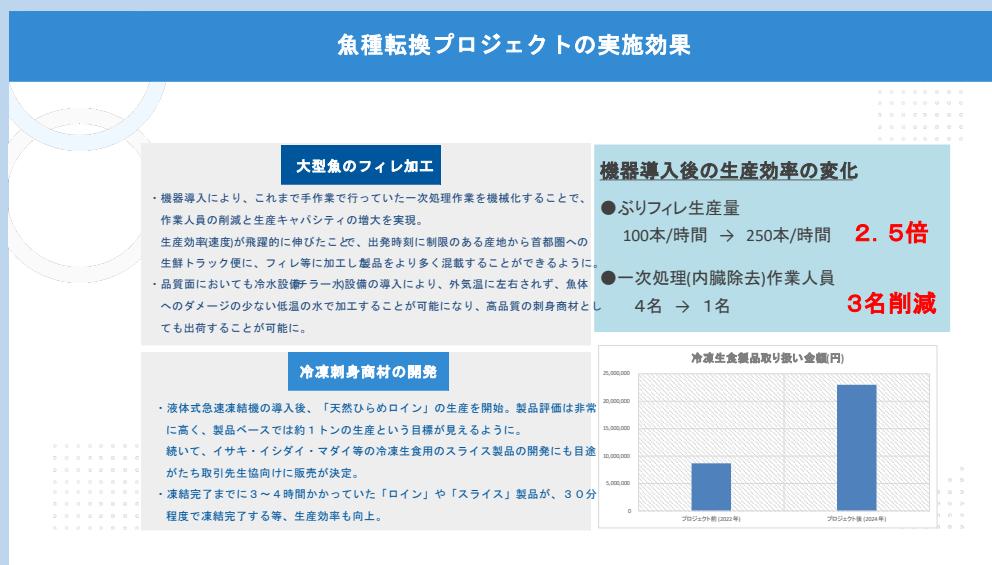 魚種転換プロジェクトの実施効果
大型魚のフィレ加工
・機器導入により、これまで手作業で行っていた一次処理作業を機械化することで、
作業人員の削減と生産キャパシティの増大を実現。
生産効率(速度)が飛躍的に伸びたことで、出発時刻に制限のある産地から首都圏への
生鮮トラック便に、フィレ等に加工し製品をより多く混載することができるように。
・品質面においても冷水設備(チラー水)設備の導入により、外気温に左右されず、魚体
へのダメージの少ない低温の水で加工することが可能になり、高品質の刺身商材とし
ても出荷することが可能に。
冷凍刺身商材の開発
・液体式急速凍結機の導入後、「天然ひらめロイン」の生産を開始。製品評価は非常
に高く、製品ベースでは約1トンの生産という目標が見えるように。
続いて、イサキ・イシダイ・マダイ等の冷凍生食用のスライス製品の開発にも目途
がたち取引先生協向けに販売が決定。
・凍結完了までに3～4時間かかっていた「ロイン」や「スライス」製品が、30分
程度で凍結完了する等、生産効率も向上。
機器導入後の生産効率の変化
●ぶりフィレ生産量
100本/時間 → 250本/時間 2.5倍
●一次処理(内臓除去)作業人員
4名 → 1名 3名削減
冷凍生食製品取り扱い金額(円)
25,000,000
20,000,000
15,000,000
10,000,000
5,000,000
0
プロジェクト前(2022年) プロジェクト後(2024年)